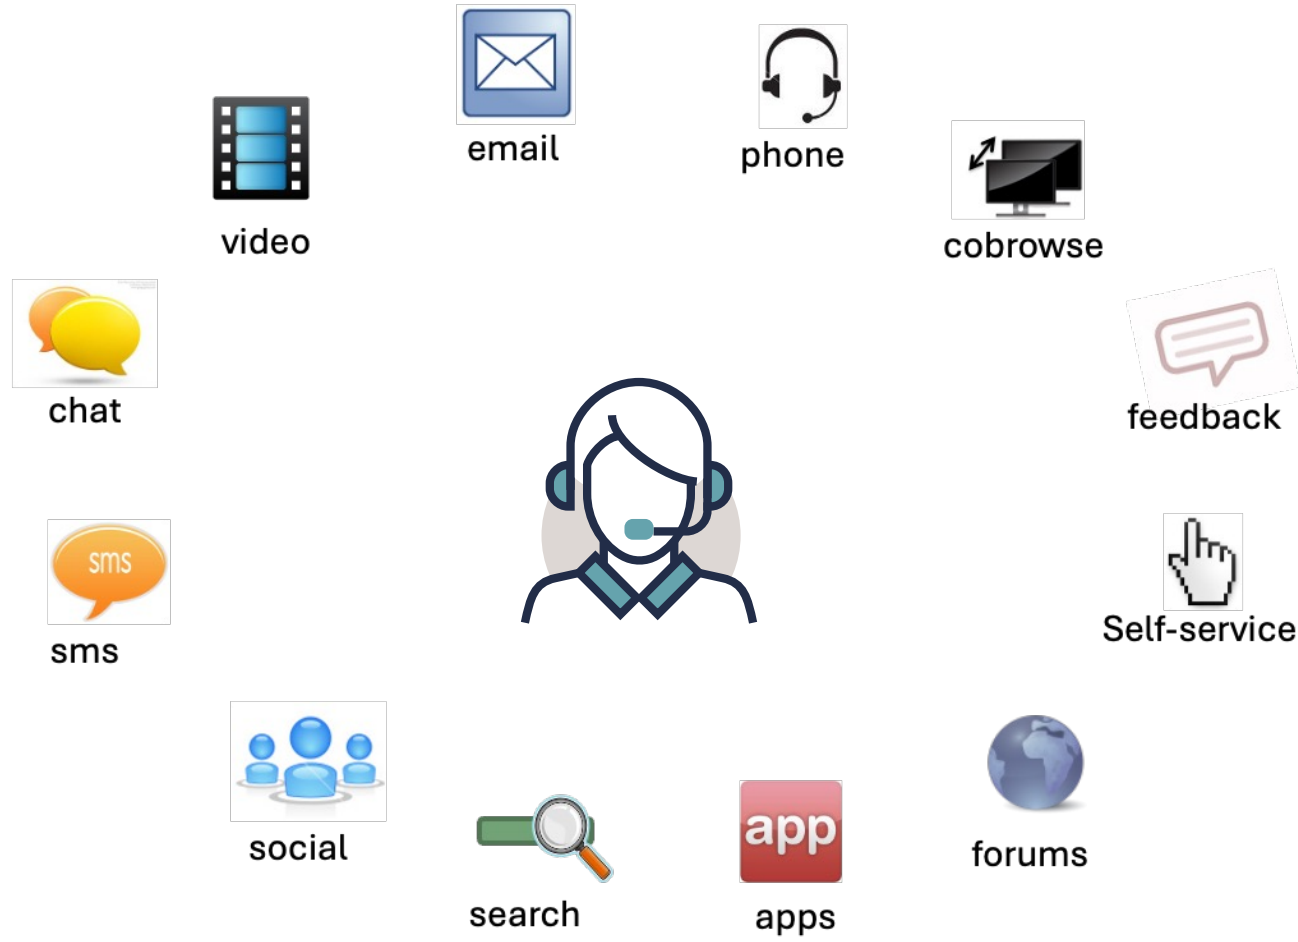 email
phone
video
cobrowse
chat
feedback
sms
sms
Self-service
social
app
forums
search
apps